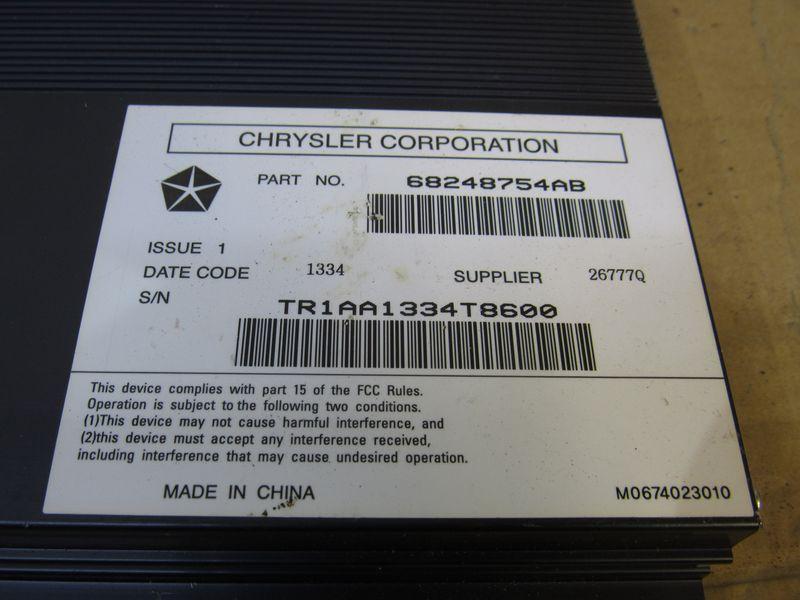 CHRYSLER CORPORATION
PART NO. 68248754AB
ISSUE 1
DATE CODE 1334 SUPPLIER 26777Q
S/N TR1AA1334T8600
This device complies with part 15 of the FCC Rules.
Operation is subject to the following two conditions.
(1)This device may not cause harmful interference, and
(2)this device must accept any interference received,
including interference that may cause undesired operation.
MADE IN CHINA M0674023010